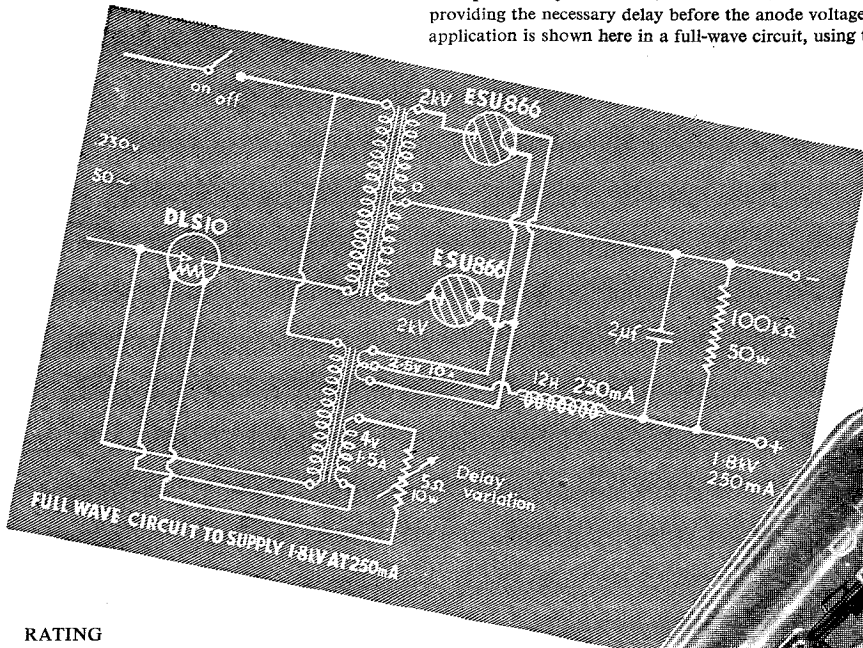 providing the necessary delay before the anode voltage
application is shown here in a full-wave circuit, using
on off
2kV
ESU866
.230v
50~
DLS10
ESU866
2kV
2μf
100KΩ
50w
-
2.5v 10a
12H 250mA
4v
1.5A
5Ω
10w
Delay
variation
+
1.8kV
250mA
FULL WAVE CIRCUIT TO SUPPLY 1.8kV AT 250mA
RATING